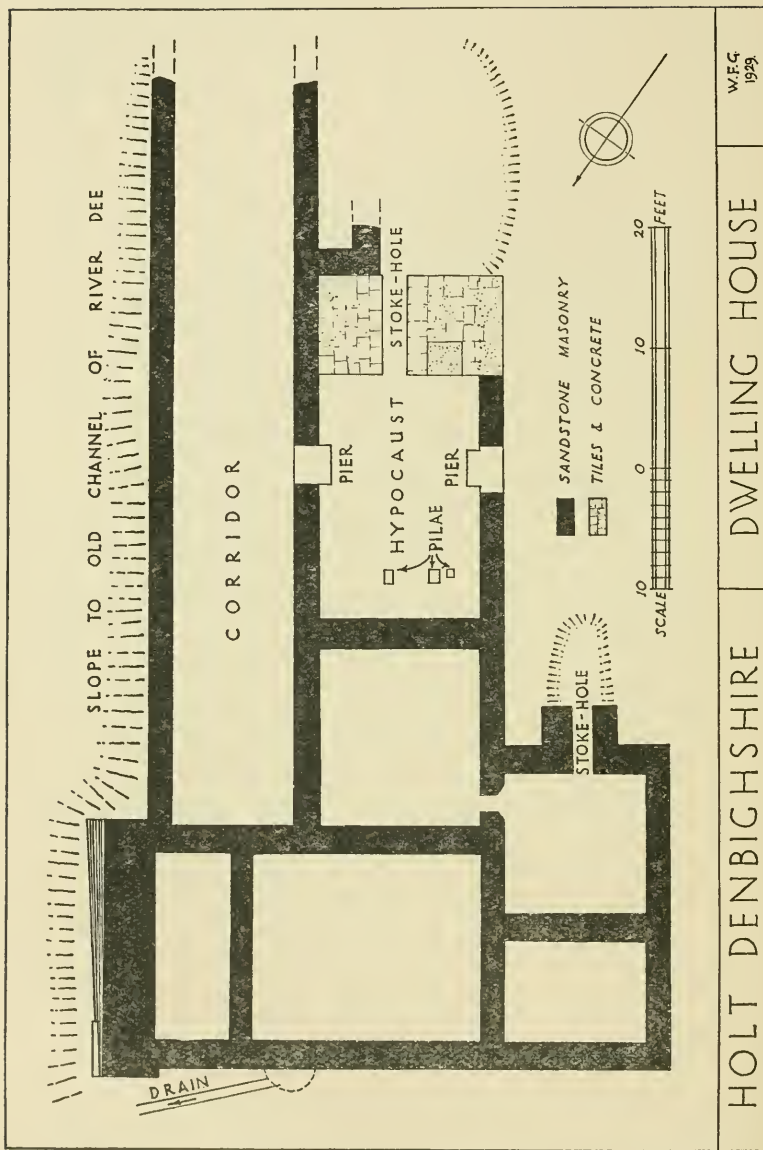 SLOPE TO OLD CHANNEL OF RIVER DEE
CORRIDOR
STOKE-HOLE
PIER
HYPOCAUST
PILAE
PIER
STOKE-HOLE
DRAIN
SANDSTONE MASONRY
TILES & CONCRETE
10 0 10 20
SCALE FEET
HOLT DENBIGHSHIRE
DWELLING HOUSE
W.F.G.
1929.